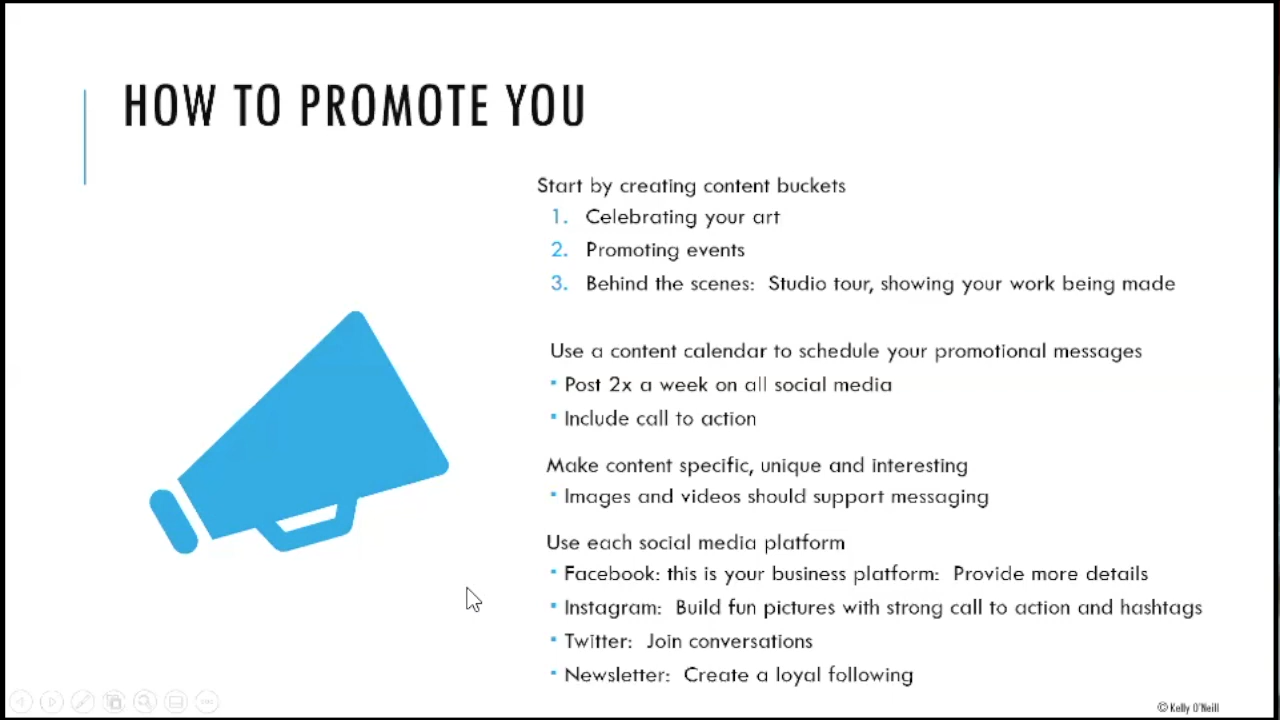 HOW TO PROMOTE YOU
Start by creating content buckets
1. Celebrating your art
2. Promoting events
3. Behind the scenes: Studio tour, showing your work being made
Use a content calendar to schedule your promotional messages
▪ Post 2x a week on all social media
▪ Include call to action
Make content specific, unique and interesting
▪ Images and videos should support messaging
Use each social media platform
▪ Facebook: this is your business platform: Provide more details
▪ Instagram: Build fun pictures with strong call to action and hashtags
▪ Twitter: Join conversations
▪ Newsletter: Create a loyal following
© Kelly O'Neill